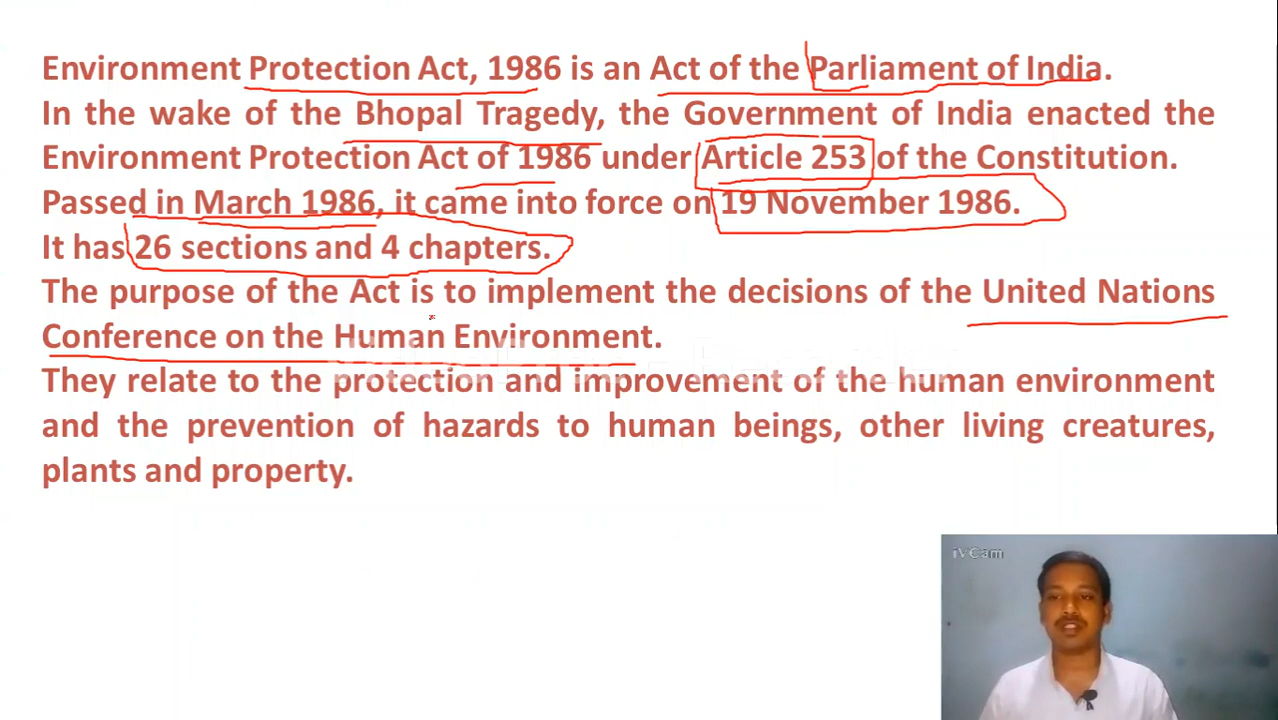 Environment Protection Act, 1986 is an Act of the Parliament of India.
In the wake of the Bhopal Tragedy, the Government of India enacted the
Environment Protection Act of 1986 under Article 253 of the Constitution.
Passed in March 1986, it came into force on 19 November 1986.
It has 26 sections and 4 chapters.
The purpose of the Act is to implement the decisions of the United Nations
Conference on the Human Environment.
They relate to the protection and improvement of the human environment
and the prevention of hazards to human beings, other living creatures,
plants and property.
iVCam